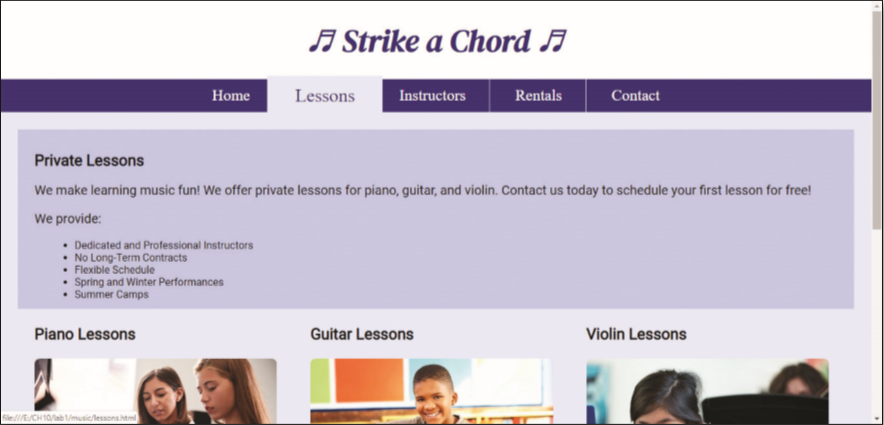 ♬ Strike a Chord ♬
Home Lessons Instructors Rentals Contact
Private Lessons
We make learning music fun! We offer private lessons for piano, guitar, and violin. Contact us today to schedule your first lesson for free!
We provide:
• Dedicated and Professional Instructors
• No Long-Term Contracts
• Flexible Schedule
• Spring and Winter Performances
• Summer Camps
Piano Lessons Guitar Lessons Violin Lessons
file:///E:/CH10/lab1/music/lessons.html